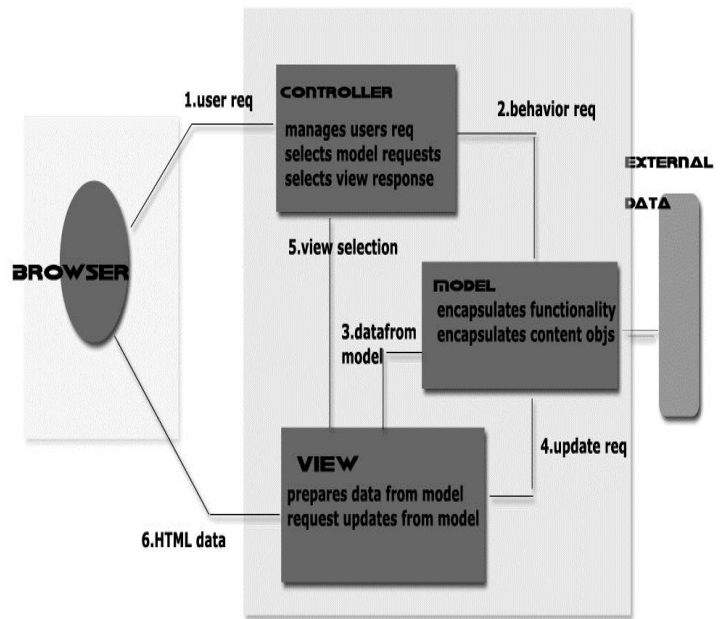 1.user req
CONTROLLER
manages users req
selects model requests
selects view response
2.behavior req
EXTERNAL
DATA
BROWSER
5.view selection
MODEL
encapsulates functionality
encapsulates content objs
3.datafrom
model
VIEW
prepares data from model
request updates from model
4.update req
6.HTML data